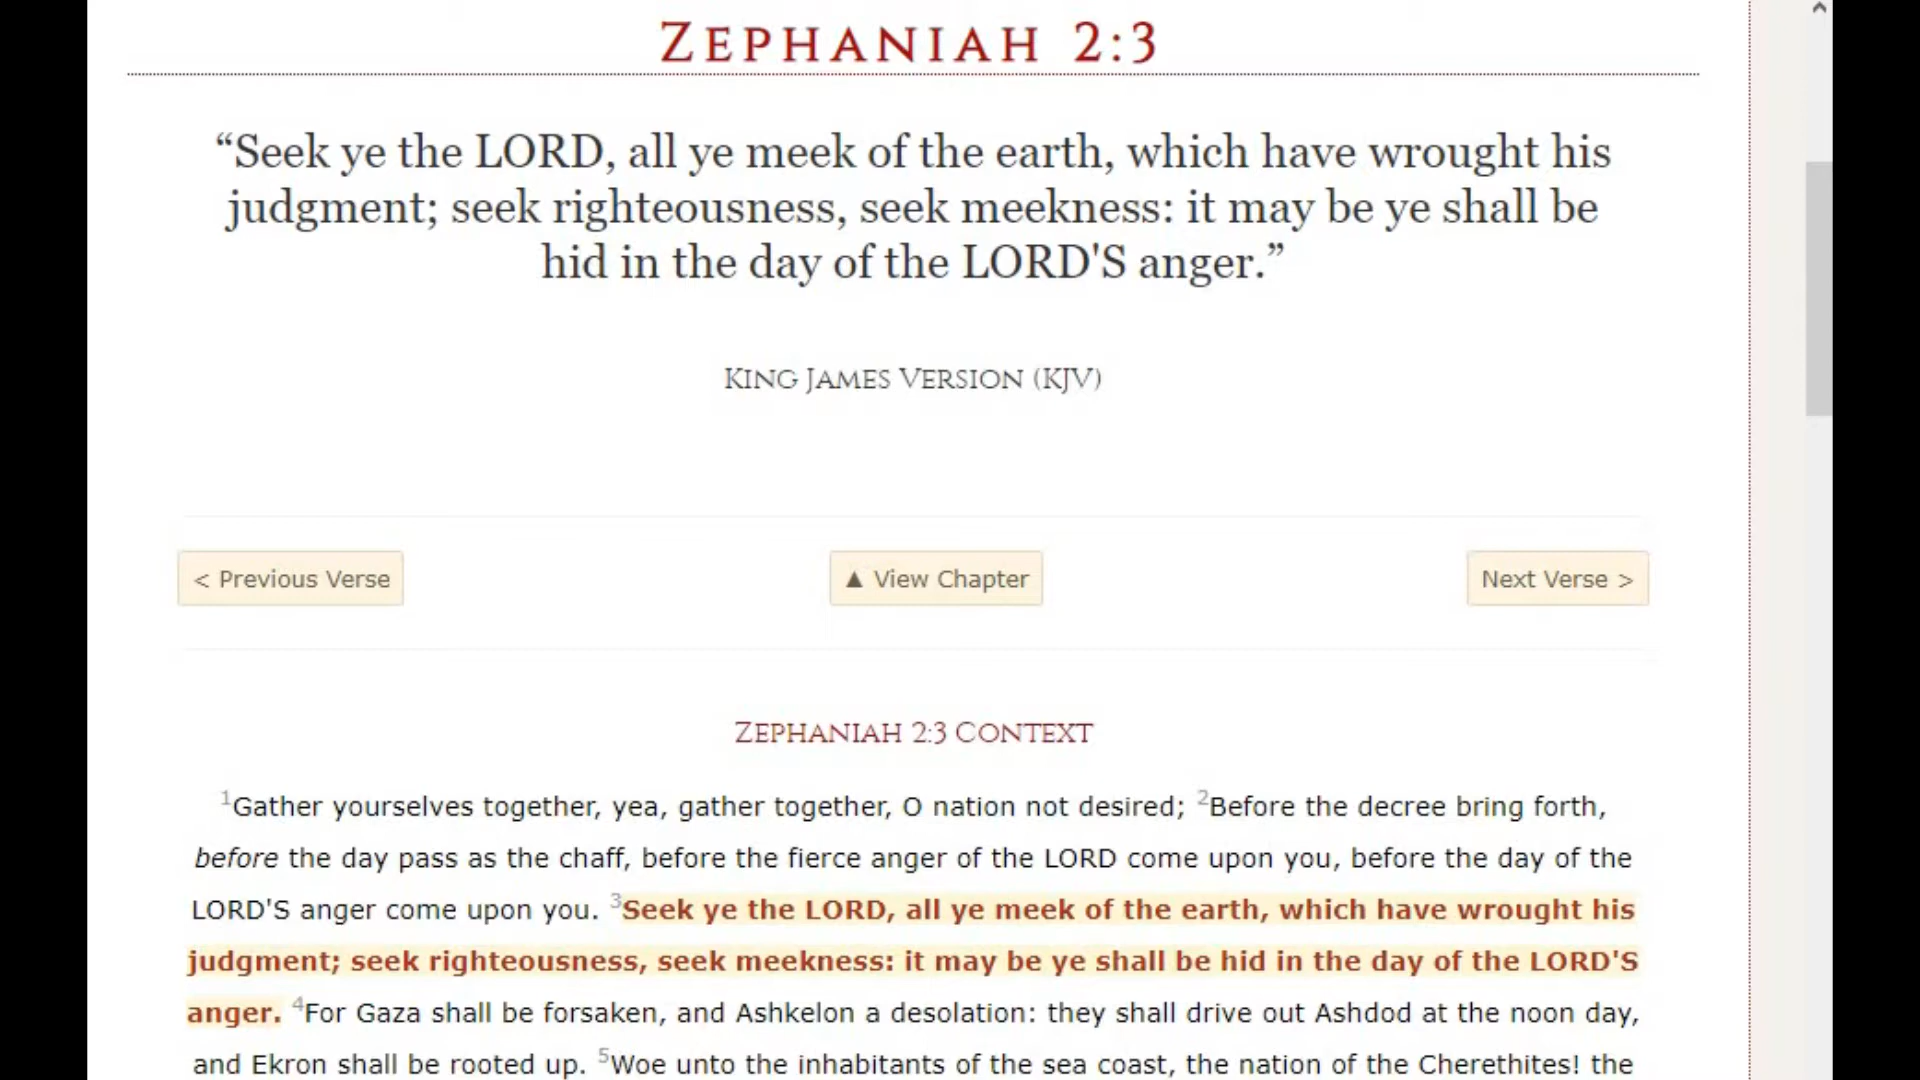 ZEPHANIAH 2:3
“Seek ye the LORD, all ye meek of the earth, which have wrought his
judgment; seek righteousness, seek meekness: it may be ye shall be
hid in the day of the LORD'S anger.”
KING JAMES VERSION (KJV)
< Previous Verse
▲ View Chapter
Next Verse >
ZEPHANIAH 2:3 CONTEXT
1Gather yourselves together, yea, gather together, O nation not desired; 2Before the decree bring forth,
before the day pass as the chaff, before the fierce anger of the LORD come upon you, before the day of the
LORD'S anger come upon you. 3Seek ye the LORD, all ye meek of the earth, which have wrought his
judgment; seek righteousness, seek meekness: it may be ye shall be hid in the day of the LORD'S
anger. 4For Gaza shall be forsaken, and Ashkelon a desolation: they shall drive out Ashdod at the noon day,
and Ekron shall be rooted up. 5Woe unto the inhabitants of the sea coast, the nation of the Cherethites! the